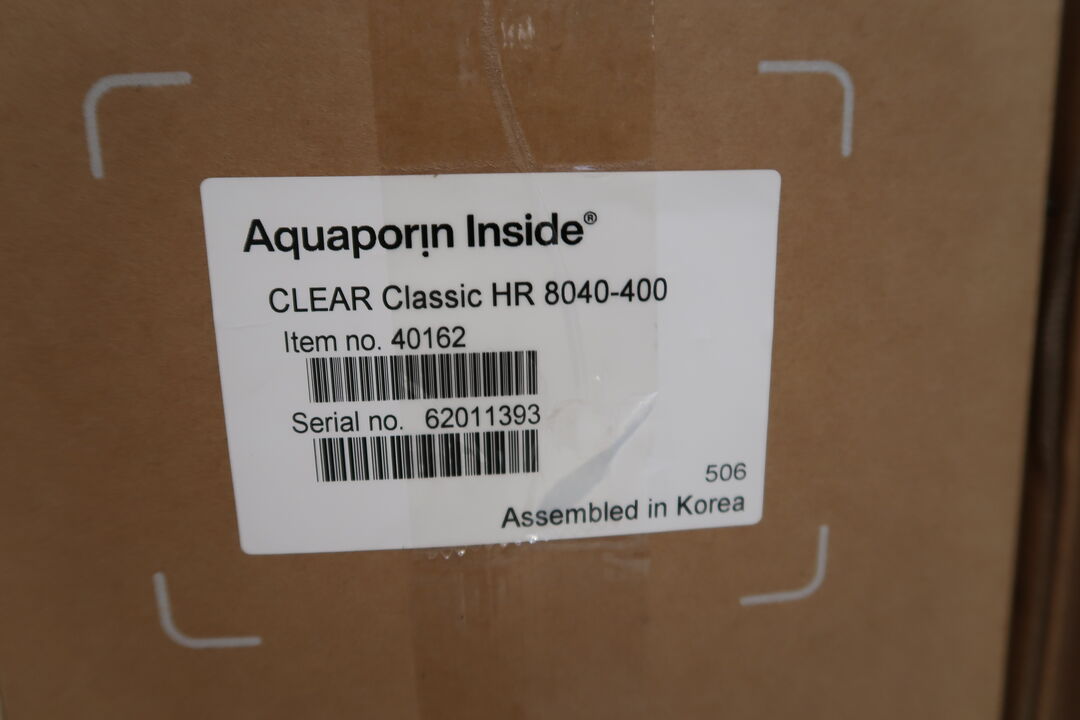 Aquaporin Inside®
CLEAR Classic HR 8040-400
Item no. 40162
Serial no. 62011393
506
Assembled in Korea